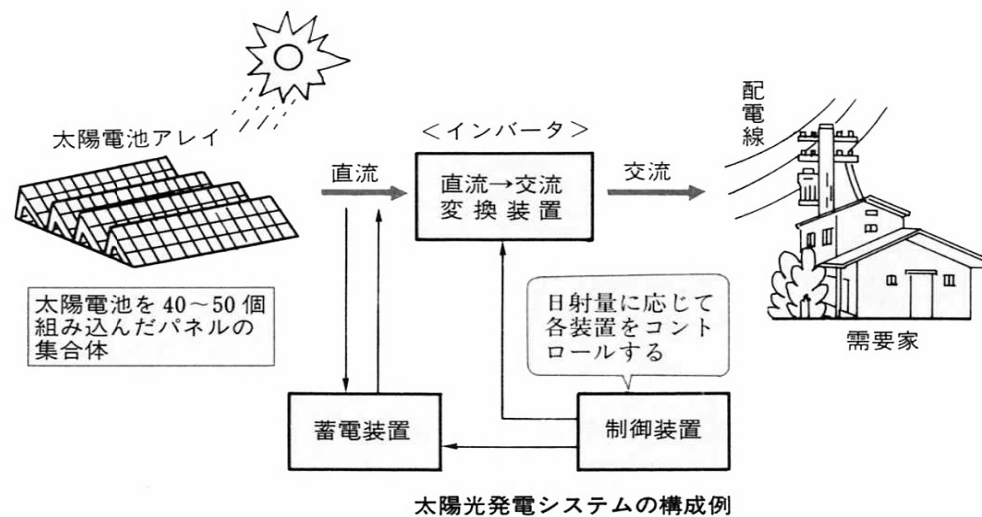 太陽電池アレイ
太陽電池を40〜50個
組み込んだパネルの
集合体
直流
<インバータ>
直流→交流
変換装置
交流
配電線
需要家
日射量に応じて
各装置をコント
ロールする
蓄電装置
制御装置
太陽光発電システムの構成例